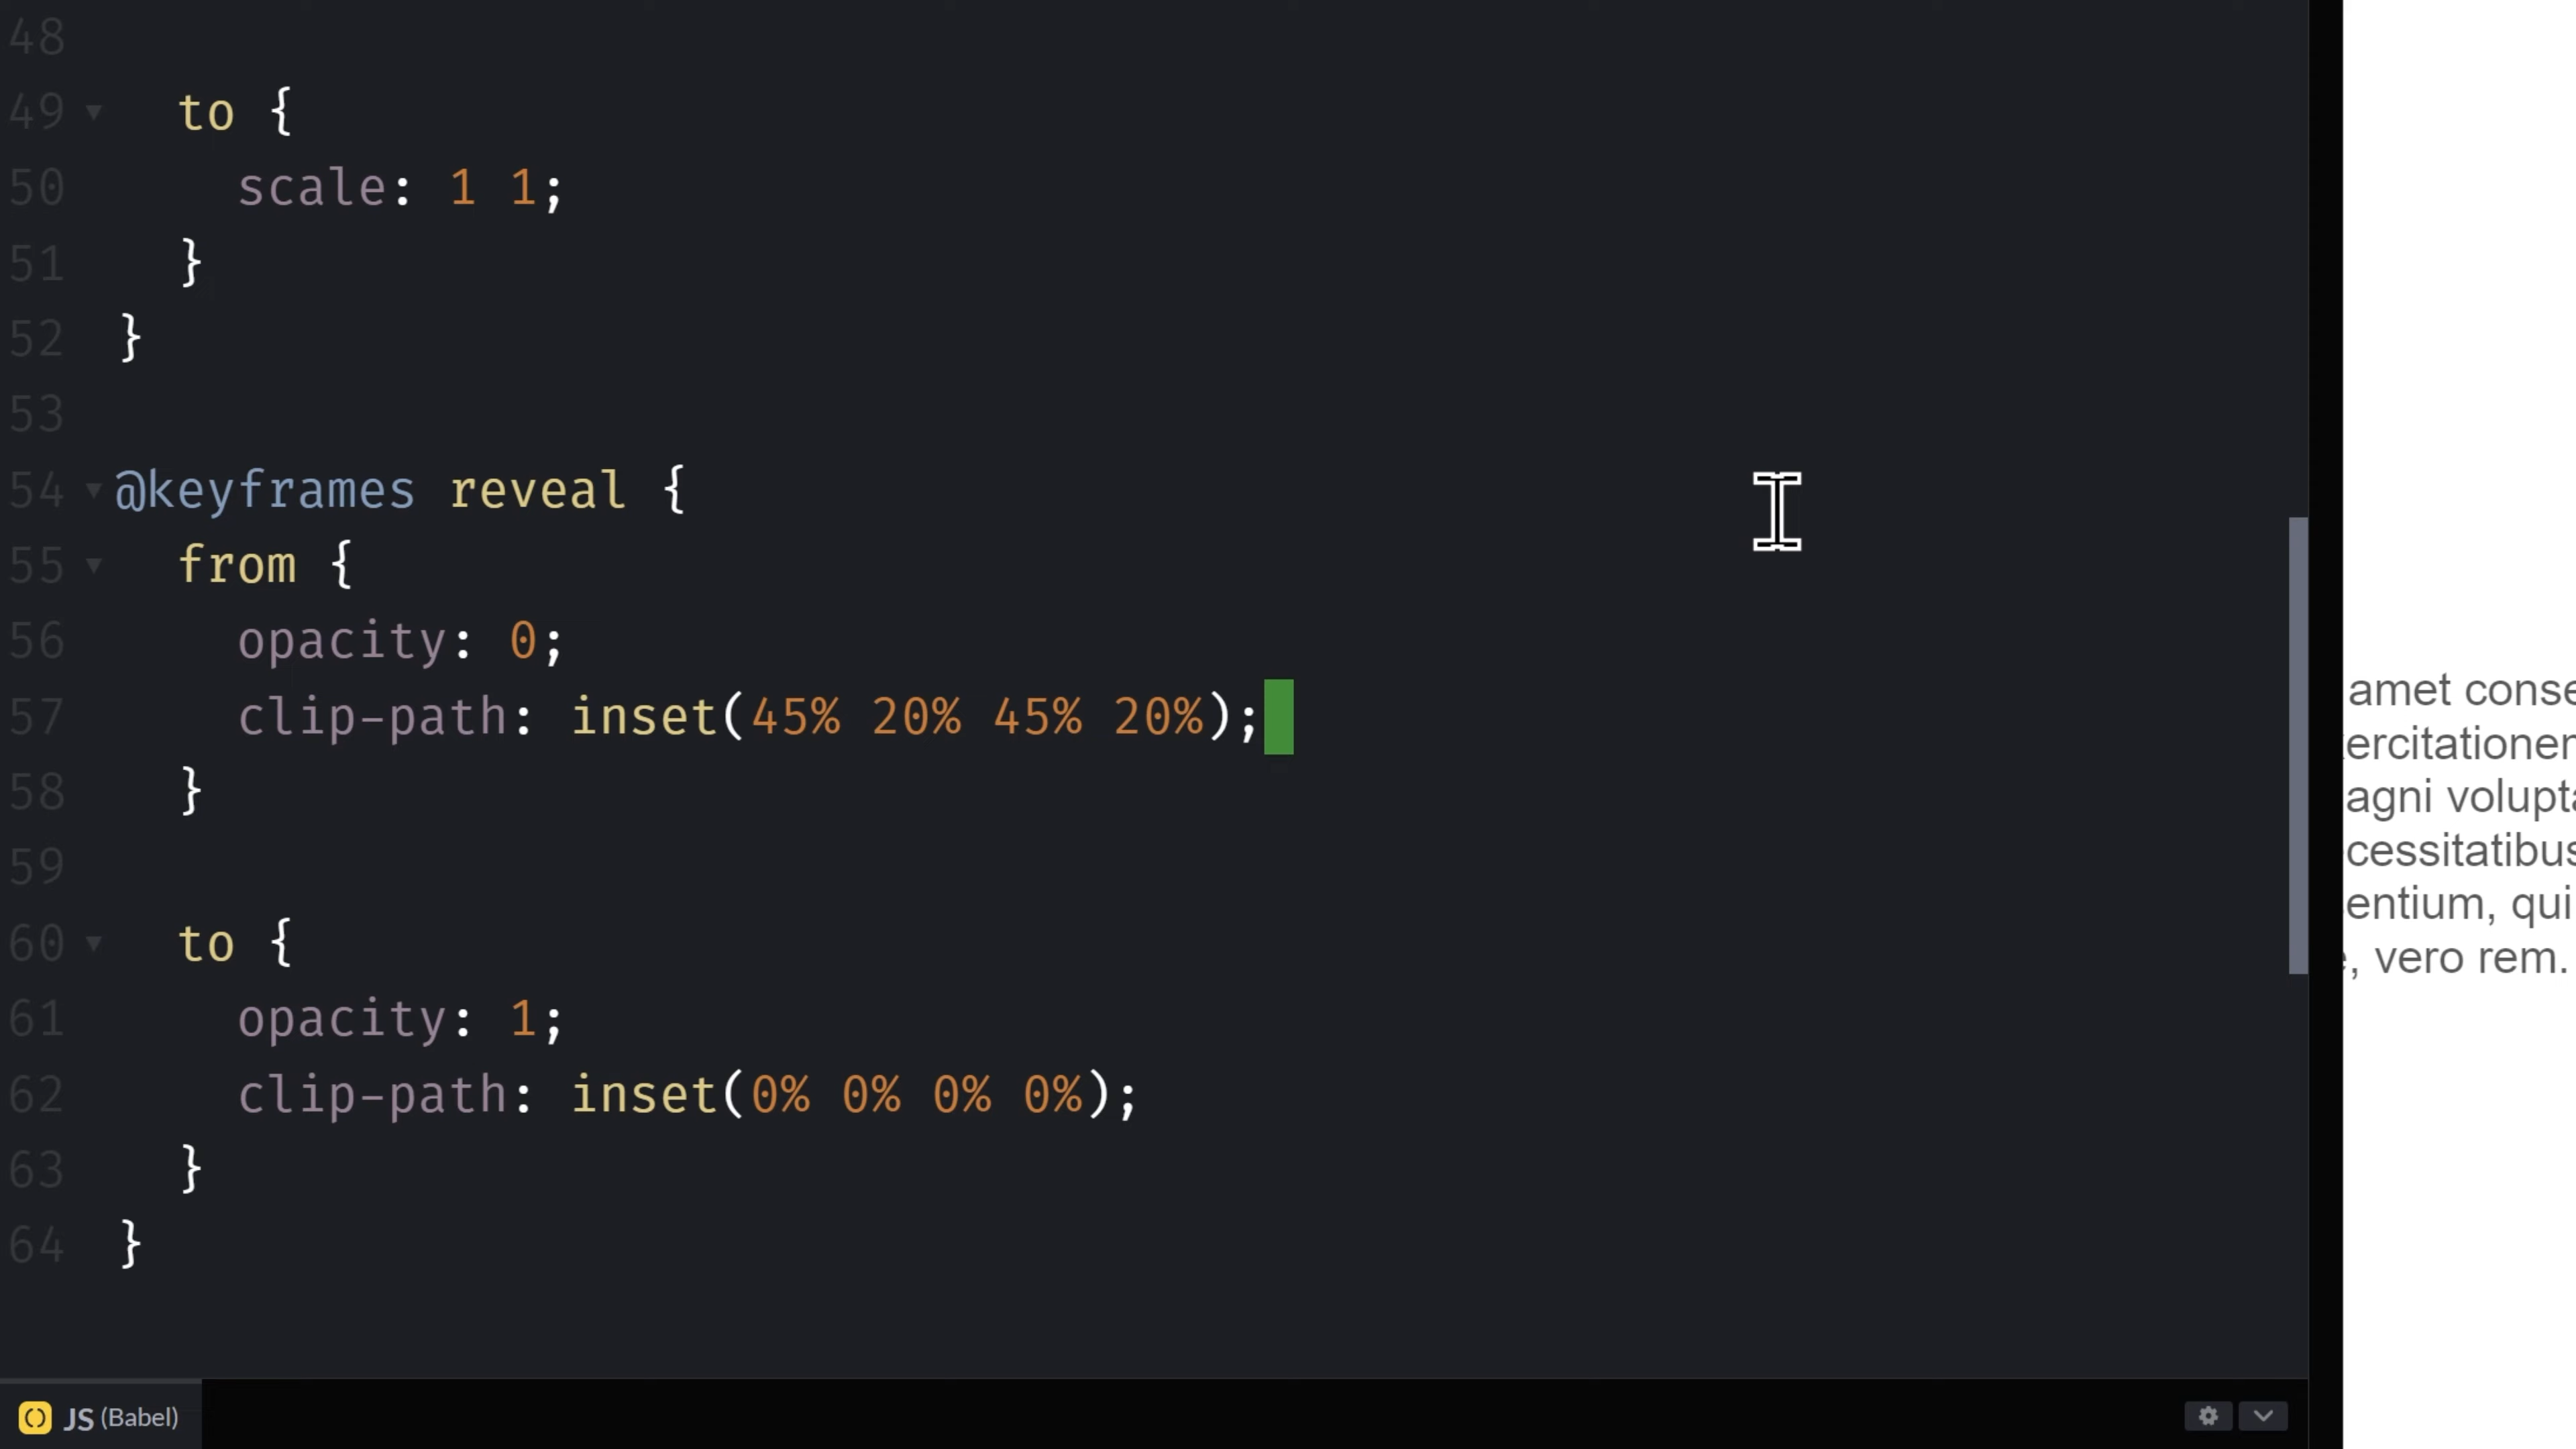 48
49 to {
50 scale: 1 1;
51 }
52 }
53
54 @keyframes reveal {
55 from {
56 opacity: 0;
57 clip-path: inset(45% 20% 45% 20%);
58 }
59
60 to {
61 opacity: 1;
62 clip-path: inset(0% 0% 0% 0%);
63 }
64 }
JS (Babel)
amet conse
ercitationem
agni volupta
cessitatibus
entium, qui
, vero rem.